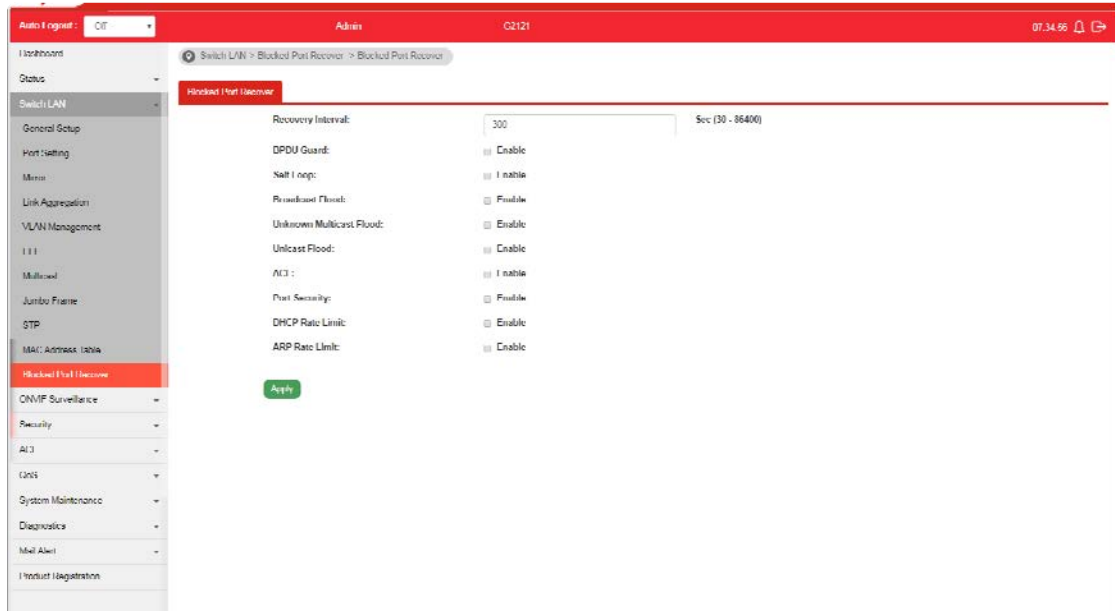 Auto Logout : Off Admin G2121 07:34:56
Dashboard
Switch LAN > Blocked Port Recover > Blocked Port Recover
Status
Blocked Port Recover
Switch LAN
General Setup
Port Setting
Mirror
Link Aggregation
VLAN Management
EEE
Multicast
Jumbo Frame
STP
MAC Address Table
Blocked Port Recover
ONVIF Surveillance
Security
ACL
QoS
System Maintenance
Diagnostics
Mail Alert
Product Registration
Recovery Interval: 300 Sec (30 - 86400)
BPDU Guard: Enable
Self Loop: Enable
Broadcast Flood: Enable
Unknown Multicast Flood: Enable
Unicast Flood: Enable
ACL: Enable
Port Security: Enable
DHCP Rate Limit: Enable
ARP Rate Limit: Enable
Apply